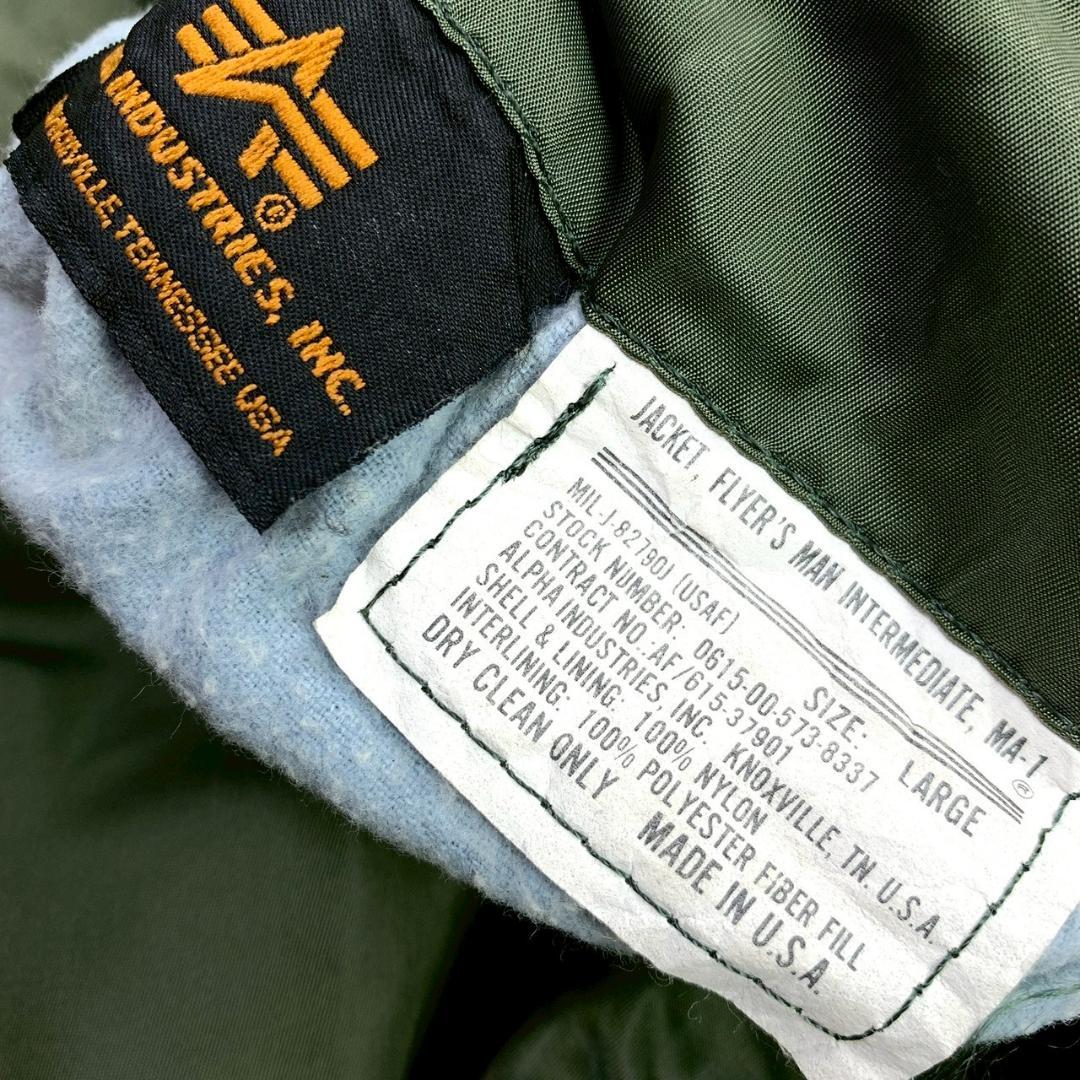 INDUSTRIES, INC.
KNOXVILLE, TENNESSEE USA
JACKET, FLYER'S MAN INTERMEDIATE, MA-1 ®
SIZE: LARGE
MIL-J-82790J (USAF)
STOCK NUMBER: 0615-00-573-8337
CONTRACT NO. AF/615-37901
ALPHA INDUSTRIES, INC. KNOXVILLE, TN. U.S.A.
SHELL & LINING: 100% NYLON
INTERLINING: 100% POLYESTER FIBER FILL
DRY CLEAN ONLY
MADE IN U.S.A.